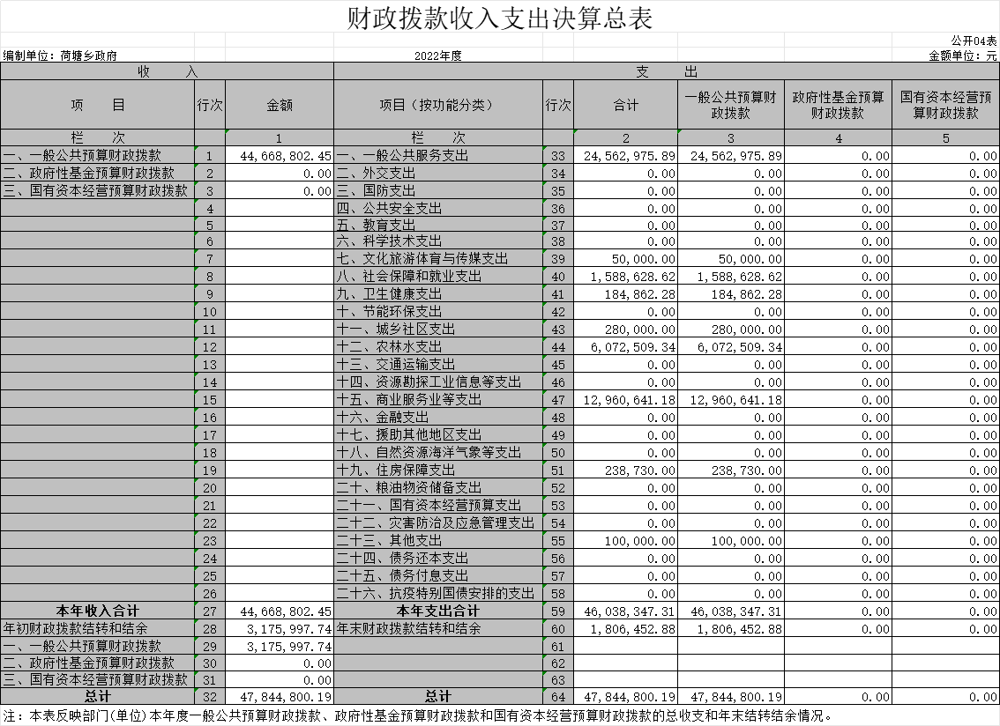 财政拨款收入支出决算总表
公开04表
编制单位：荷塘乡政府 2022年度 金额单位：元
收 入 支 出
项 目 行次 金额 项目（按功能分类） 行次 合计 一般公共预算财政拨款 政府性基金预算财政拨款 国有资本经营预算财政拨款
栏 次 1 栏 次 2 3 4 5
一、一般公共预算财政拨款 1 44,668,802.45 一、一般公共服务支出 33 24,562,975.89 24,562,975.89 0.00 0.00
二、政府性基金预算财政拨款 2 0.00 二、外交支出 34 0.00 0.00 0.00 0.00
三、国有资本经营预算财政拨款 3 0.00 三、国防支出 35 0.00 0.00 0.00 0.00
4 四、公共安全支出 36 0.00 0.00 0.00 0.00
5 五、教育支出 37 0.00 0.00 0.00 0.00
6 六、科学技术支出 38 0.00 0.00 0.00 0.00
7 七、文化旅游体育与传媒支出 39 50,000.00 50,000.00 0.00 0.00
8 八、社会保障和就业支出 40 1,588,628.62 1,588,628.62 0.00 0.00
9 九、卫生健康支出 41 184,862.28 184,862.28 0.00 0.00
10 十、节能环保支出 42 0.00 0.00 0.00 0.00
11 十一、城乡社区支出 43 280,000.00 280,000.00 0.00 0.00
12 十二、农林水支出 44 6,072,509.34 6,072,509.34 0.00 0.00
13 十三、交通运输支出 45 0.00 0.00 0.00 0.00
14 十四、资源勘探工业信息等支出 46 0.00 0.00 0.00 0.00
15 十五、商业服务业等支出 47 12,960,641.18 12,960,641.18 0.00 0.00
16 十六、金融支出 48 0.00 0.00 0.00 0.00
17 十七、援助其他地区支出 49 0.00 0.00 0.00 0.00
18 十八、自然资源海洋气象等支出 50 0.00 0.00 0.00 0.00
19 十九、住房保障支出 51 238,730.00 238,730.00 0.00 0.00
20 二十、粮油物资储备支出 52 0.00 0.00 0.00 0.00
21 二十一、国有资本经营预算支出 53 0.00 0.00 0.00 0.00
22 二十二、灾害防治及应急管理支出 54 0.00 0.00 0.00 0.00
23 二十三、其他支出 55 100,000.00 100,000.00 0.00 0.00
24 二十四、债务还本支出 56 0.00 0.00 0.00 0.00
25 二十五、债务付息支出 57 0.00 0.00 0.00 0.00
26 二十六、抗疫特别国债安排的支出 58 0.00 0.00 0.00 0.00
本年收入合计 27 44,668,802.45 本年支出合计 59 46,038,347.31 46,038,347.31 0.00 0.00
年初财政拨款结转和结余 28 3,175,997.74 年末财政拨款结转和结余 60 1,806,452.88 1,806,452.88 0.00 0.00
一、一般公共预算财政拨款 29 3,175,997.74 61
二、政府性基金预算财政拨款 30 0.00 62
三、国有资本经营预算财政拨款 31 0.00 63
总计 32 47,844,800.19 总计 64 47,844,800.19 47,844,800.19 0.00 0.00
注：本表反映部门(单位)本年度一般公共预算财政拨款、政府性基金预算财政拨款和国有资本经营预算财政拨款的总收支和年末结转结余情况。